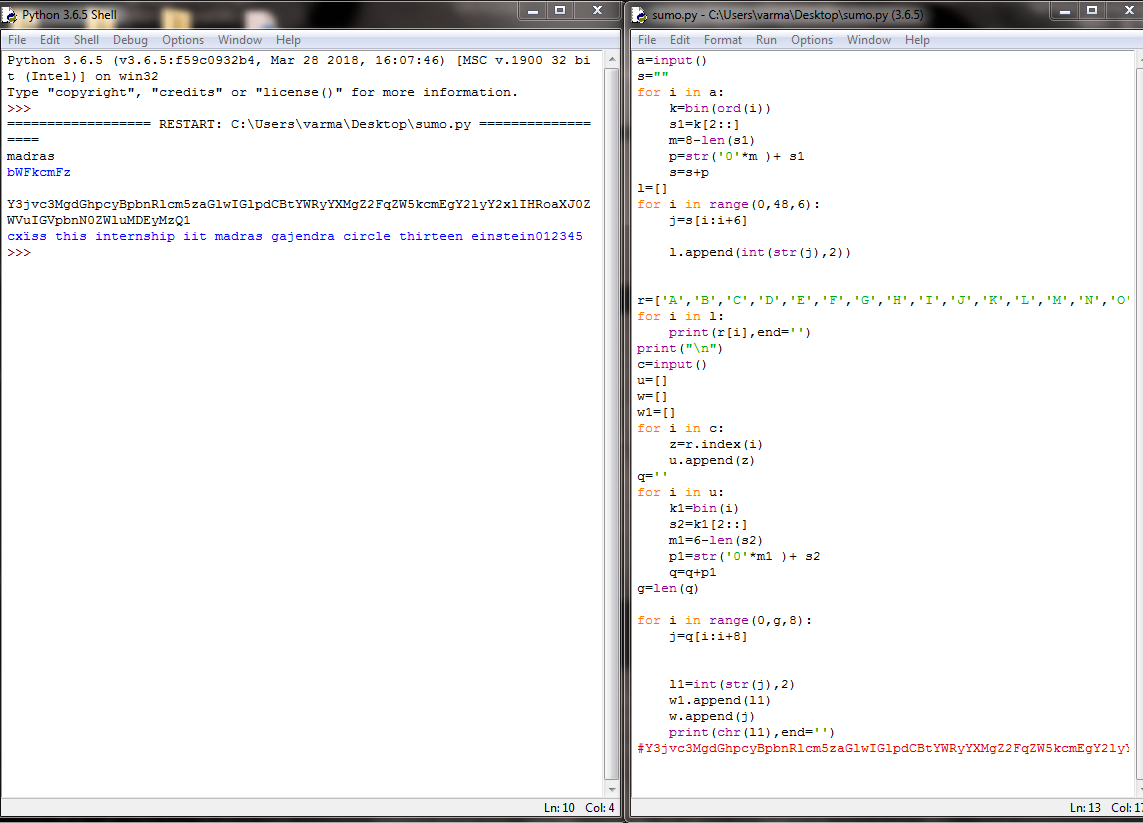 Python 3.6.5 Shell
File Edit Shell Debug Options Window Help
Python 3.6.5 (v3.6.5:f59c0932b4, Mar 28 2018, 16:07:46) [MSC v.1900 32 bi
t (Intel)] on win32
Type "copyright", "credits" or "license()" for more information.
>>>
================== RESTART: C:\Users\varma\Desktop\sumo.py ==============
====
madras
bWFkcmFz
Y3jvc3MgdGhpcyBpbnRlcm5zaGlwIGlpdCBtYWRyYXMgZ2FqZW5kcmEgY2lyY2xlIHRoaXJ0Z
WVuIGVpbnN0ZWluMDEyMzQ1
cxïss this internship iit madras gajendra circle thirteen einstein012345
>>>
Ln: 10 Col: 4
sumo.py - C:\Users\varma\Desktop\sumo.py (3.6.5)
File Edit Format Run Options Window Help
a=input()
s=""
for i in a:
    k=bin(ord(i))
    s1=k[2::]
    m=8-len(s1)
    p=str('0'*m )+ s1
    s=s+p
l=[]
for i in range(0,48,6):
    j=s[i:i+6]
    l.append(int(str(j),2))
r=['A','B','C','D','E','F','G','H','I','J','K','L','M','N','O'
for i in l:
    print(r[i],end='')
print("\n")
c=input()
u=[]
w=[]
w1=[]
for i in c:
    z=r.index(i)
    u.append(z)
q=''
for i in u:
    k1=bin(i)
    s2=k1[2::]
    m1=6-len(s2)
    p1=str('0'*m1 )+ s2
    q=q+p1
g=len(q)
for i in range(0,g,8):
    j=q[i:i+8]
    l1=int(str(j),2)
    w1.append(l1)
    w.append(j)
    print(chr(l1),end='')
#Y3jvc3MgdGhpcyBpbnRlcm5zaGlwIGlpdCBtYWRyYXMgZ2FqZW5kcmEgY2lyY
Ln: 13 Col: 17